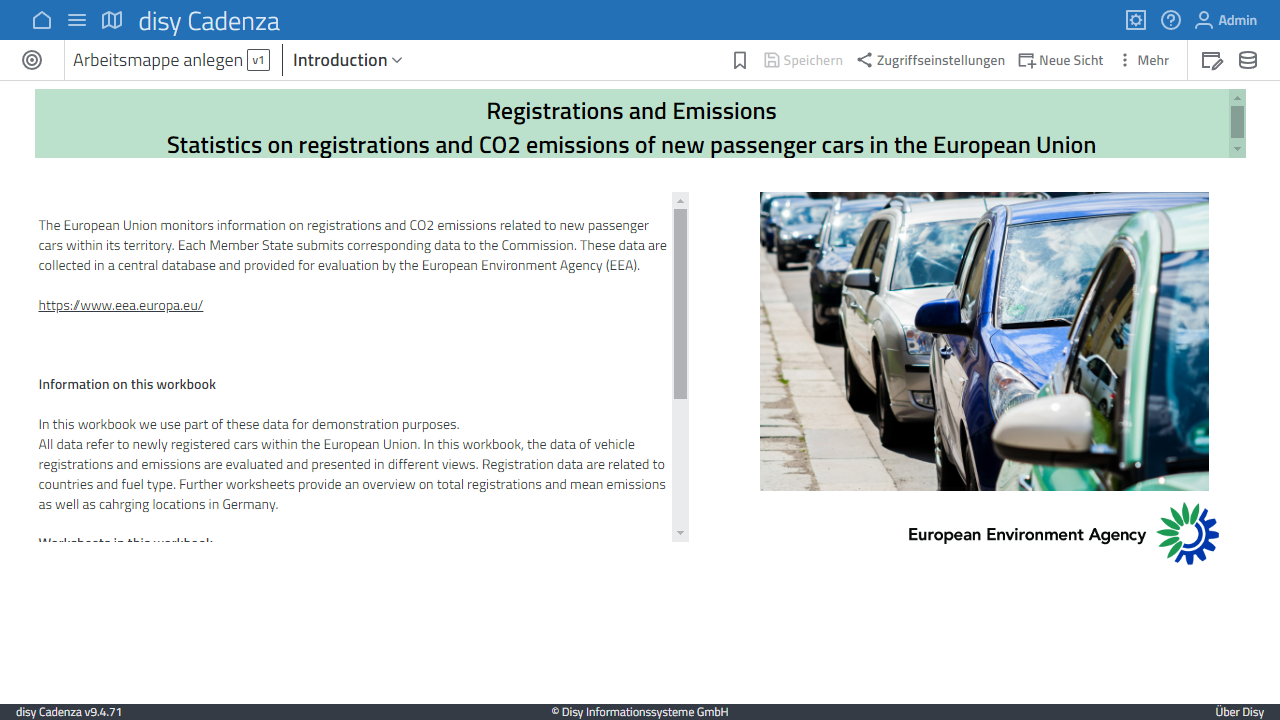 disy Cadenza
Admin
Arbeitsmappe anlegen v1 Introduction
Speichern Zugriffseinstellungen Neue Sicht Mehr
Registrations and Emissions
Statistics on registrations and CO2 emissions of new passenger cars in the European Union
The European Union monitors information on registrations and CO2 emissions related to new passenger
cars within its territory. Each Member State submits corresponding data to the Commission. These data are
collected in a central database and provided for evaluation by the European Environment Agency (EEA).
https://www.eea.europa.eu/
Information on this workbook
In this workbook we use part of these data for demonstration purposes.
All data refer to newly registered cars within the European Union. In this workbook, the data of vehicle
registrations and emissions are evaluated and presented in different views. Registration data are related to
countries and fuel type. Further worksheets provide an overview on total registrations and mean emissions
as well as cahrging locations in Germany.
Worksheets in this workbook
European Environment Agency
disy Cadenza v9.4.71
© Disy Informationssysteme GmbH
Über Disy